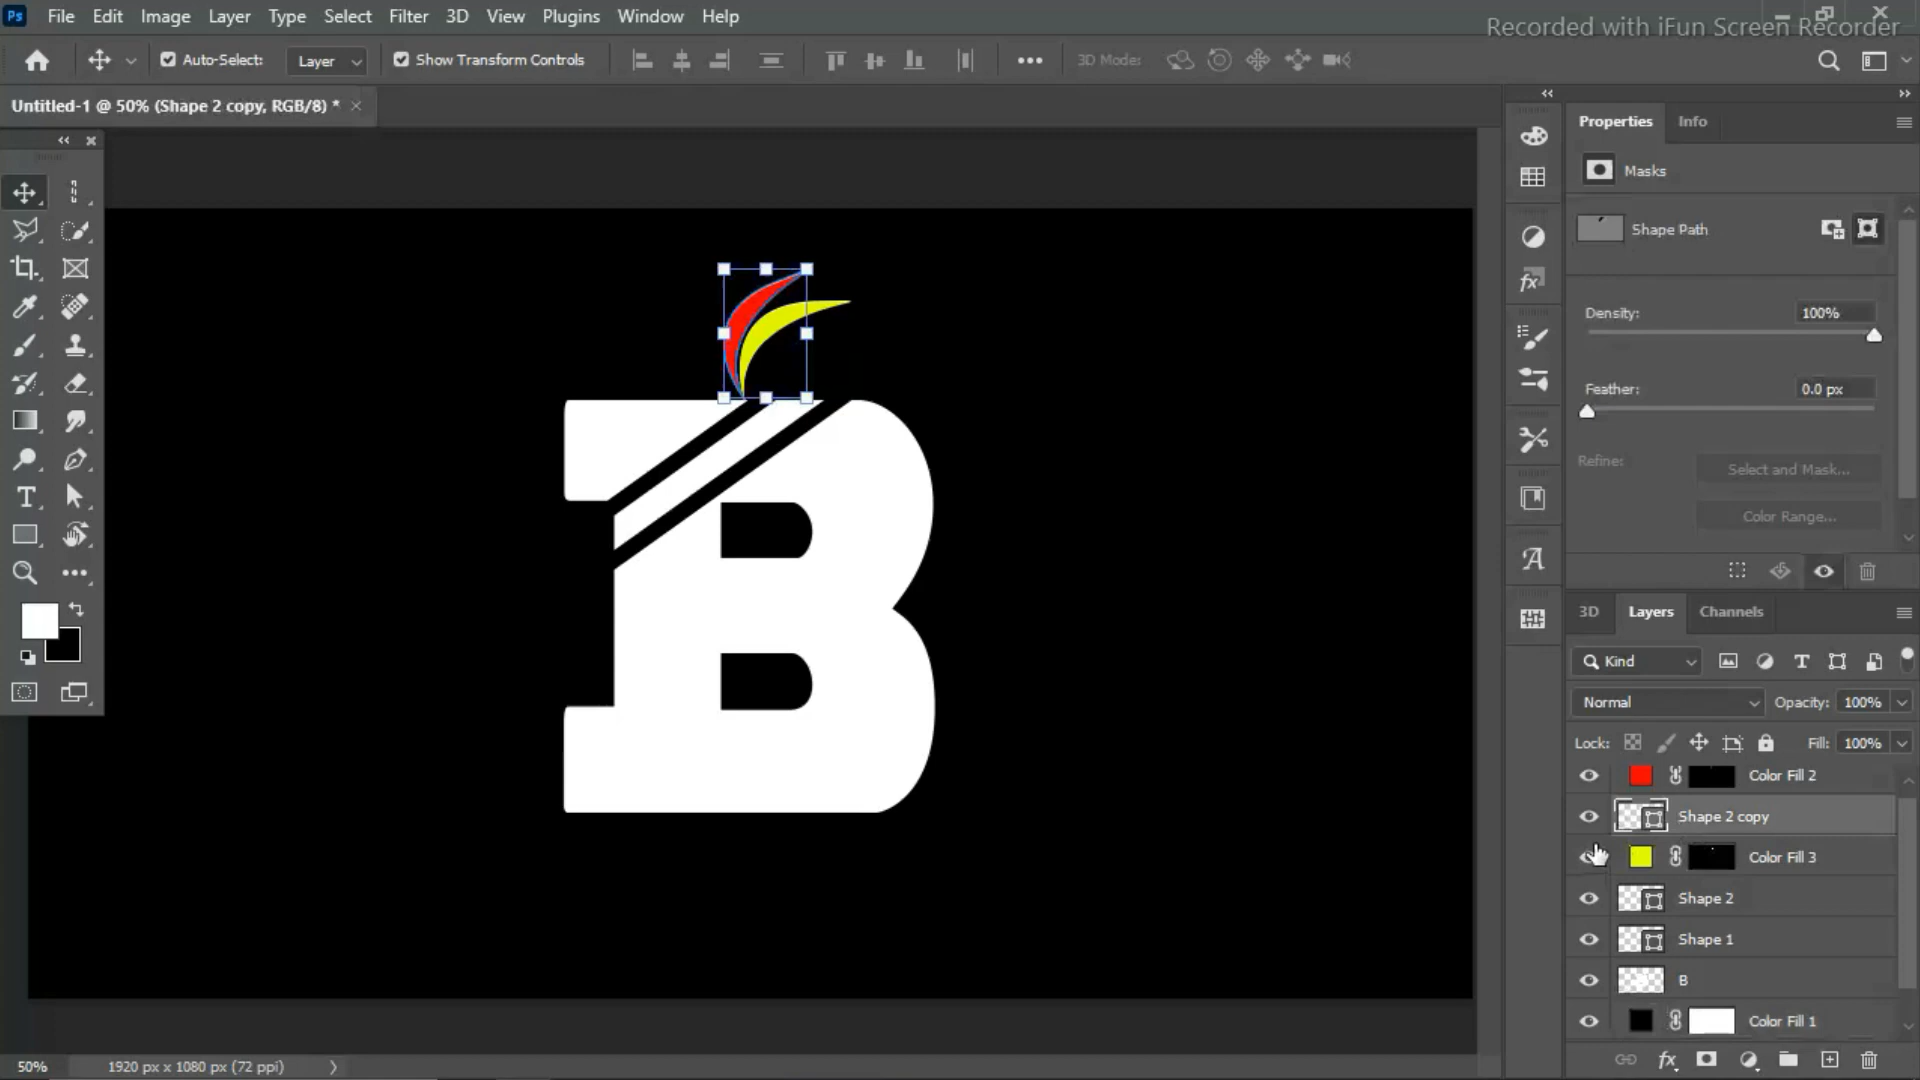 Ps File Edit Image Layer Type Select Filter 3D View Plugins Window Help
Recorded with iFun Screen Recorder
Auto-Select: Layer Show Transform Controls 3D Mode:
Untitled-1 @ 50% (Shape 2 copy, RGB/8) *
Properties Info
Masks
Shape Path
Density: 100%
Feather: 0.0 px
Refine: Select and Mask...
Color Range...
3D Layers Channels
Kind
Normal Opacity: 100%
Lock: Fill: 100%
Color Fill 2
Shape 2 copy
Color Fill 3
Shape 2
Shape 1
B
Color Fill 1
B
50% 1920 px x 1080 px (72 ppi)